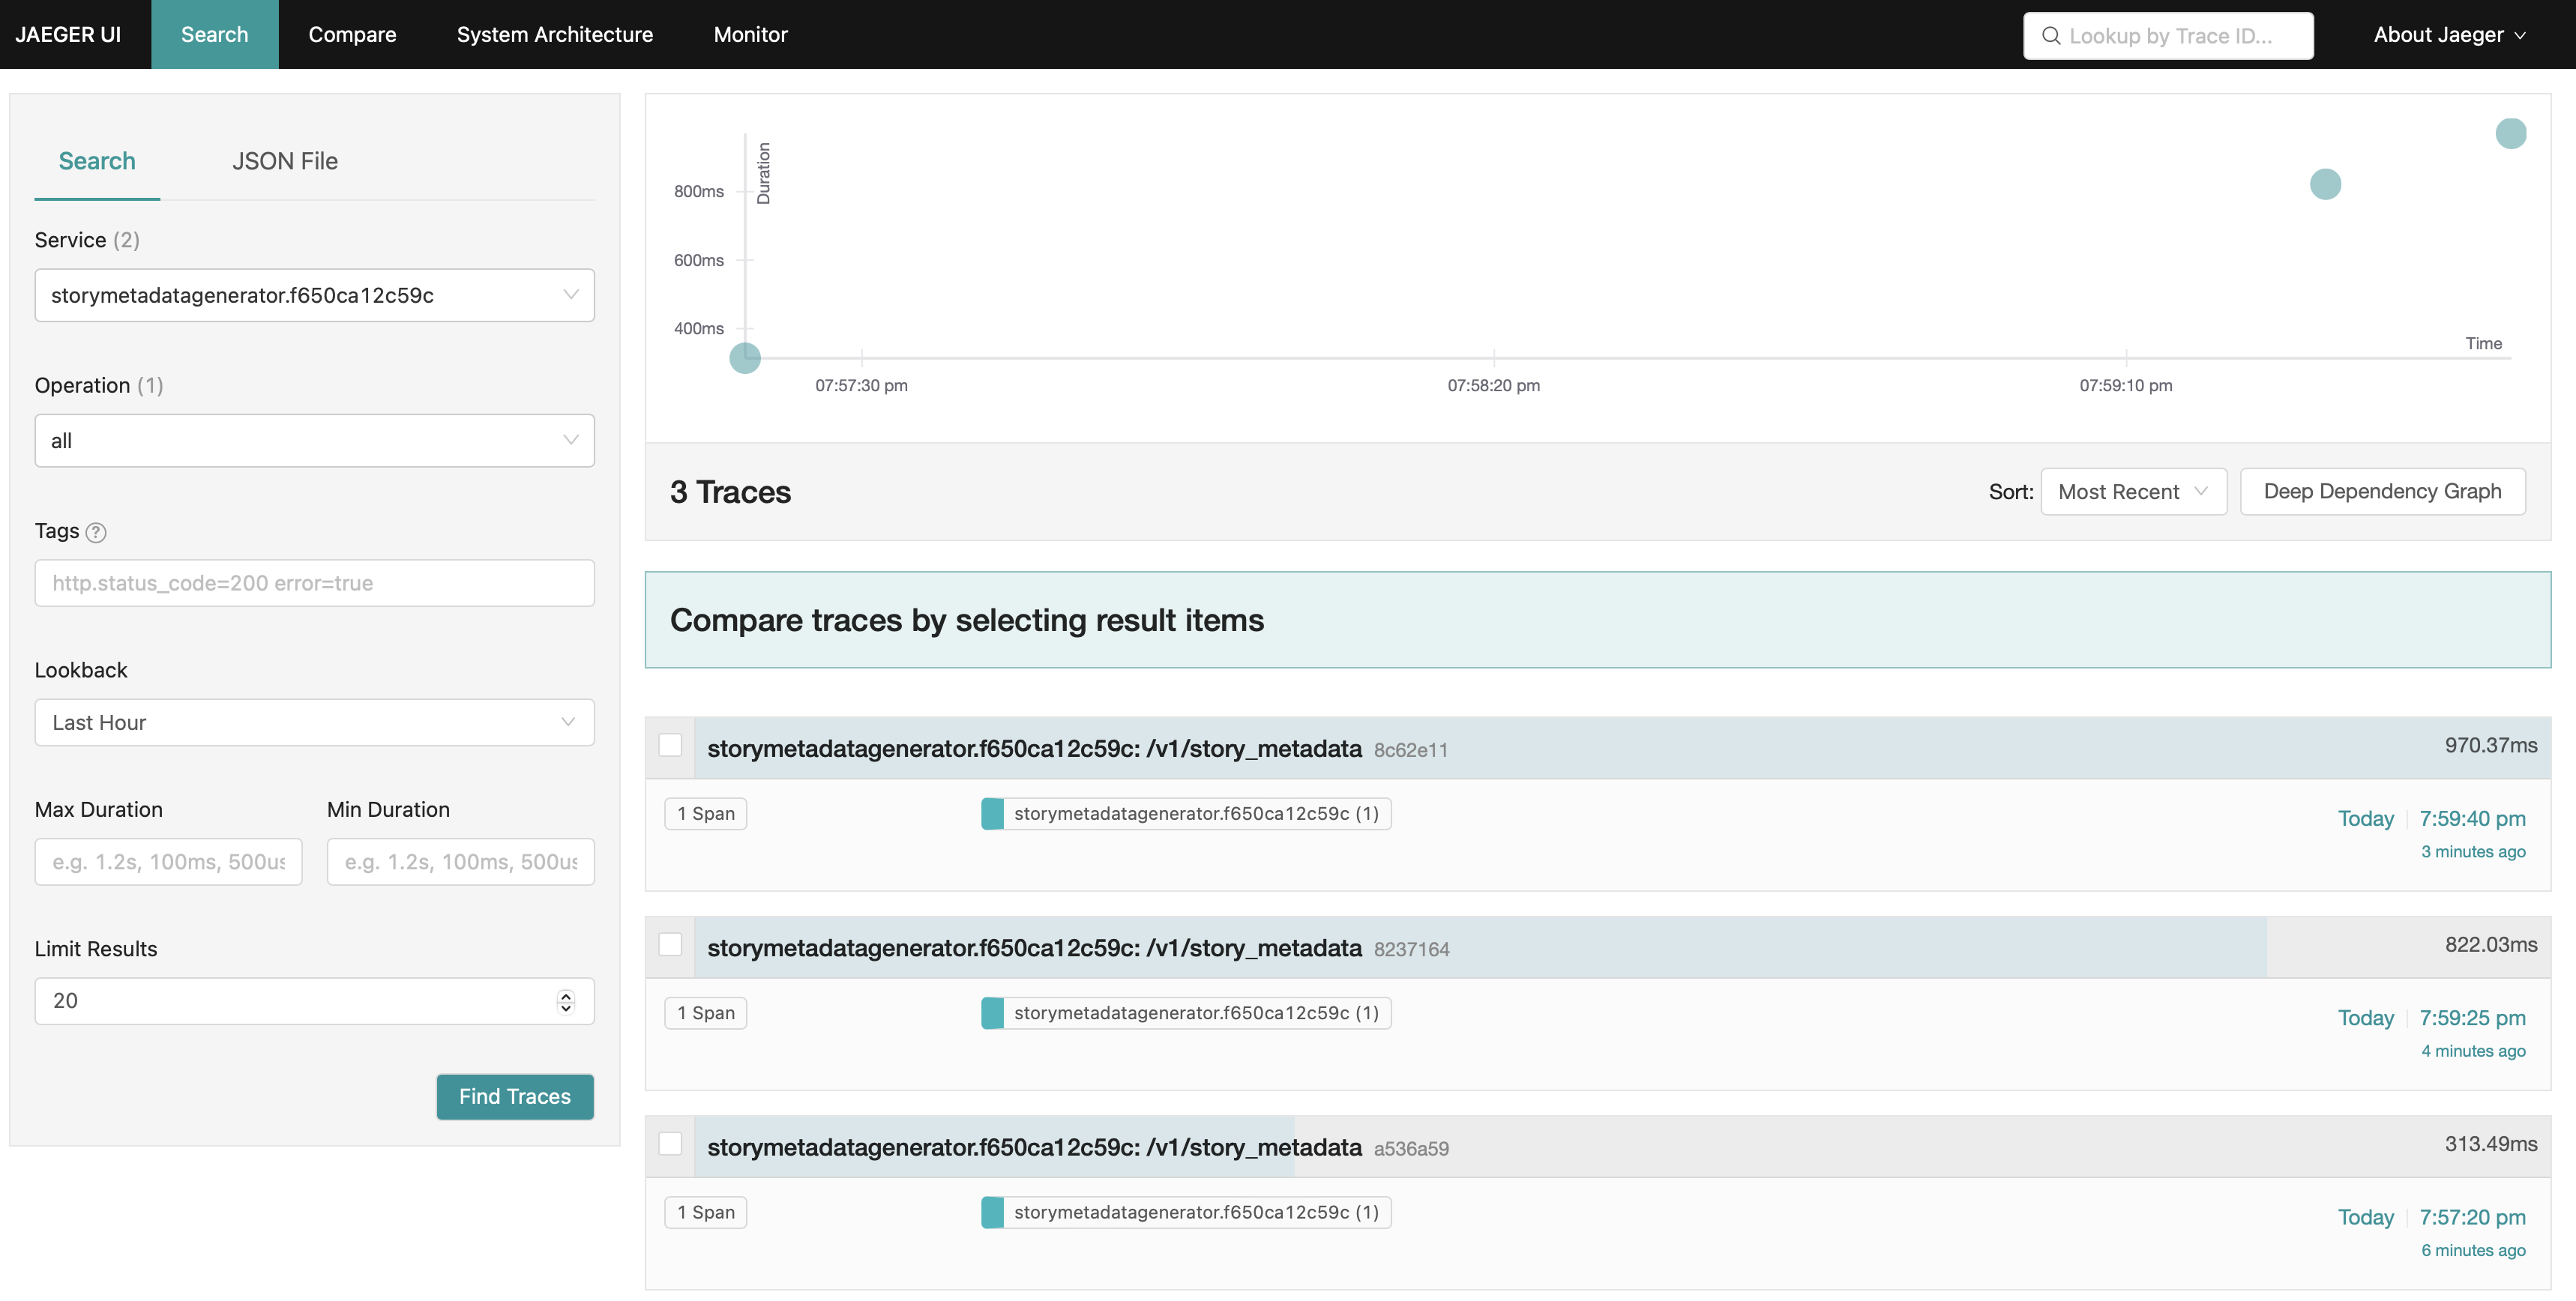 JAEGER UI
Search
Compare
System Architecture
Monitor
Lookup by Trace ID...
About Jaeger
Search
JSON File
Service (2)
storymetadatagenerator.f650ca12c59c
Operation (1)
all
Tags
http.status_code=200 error=true
Lookback
Last Hour
Max Duration
Min Duration
e.g. 1.2s, 100ms, 500us
e.g. 1.2s, 100ms, 500us
Limit Results
20
Find Traces
Duration
800ms
600ms
400ms
Time
07:57:30 pm
07:58:20 pm
07:59:10 pm
3 Traces
Sort:
Most Recent
Deep Dependency Graph
Compare traces by selecting result items
storymetadatagenerator.f650ca12c59c: /v1/story_metadata 8c62e11
970.37ms
1 Span
storymetadatagenerator.f650ca12c59c (1)
Today
7:59:40 pm
3 minutes ago
storymetadatagenerator.f650ca12c59c: /v1/story_metadata 8237164
822.03ms
1 Span
storymetadatagenerator.f650ca12c59c (1)
Today
7:59:25 pm
4 minutes ago
storymetadatagenerator.f650ca12c59c: /v1/story_metadata a536a59
313.49ms
1 Span
storymetadatagenerator.f650ca12c59c (1)
Today
7:57:20 pm
6 minutes ago